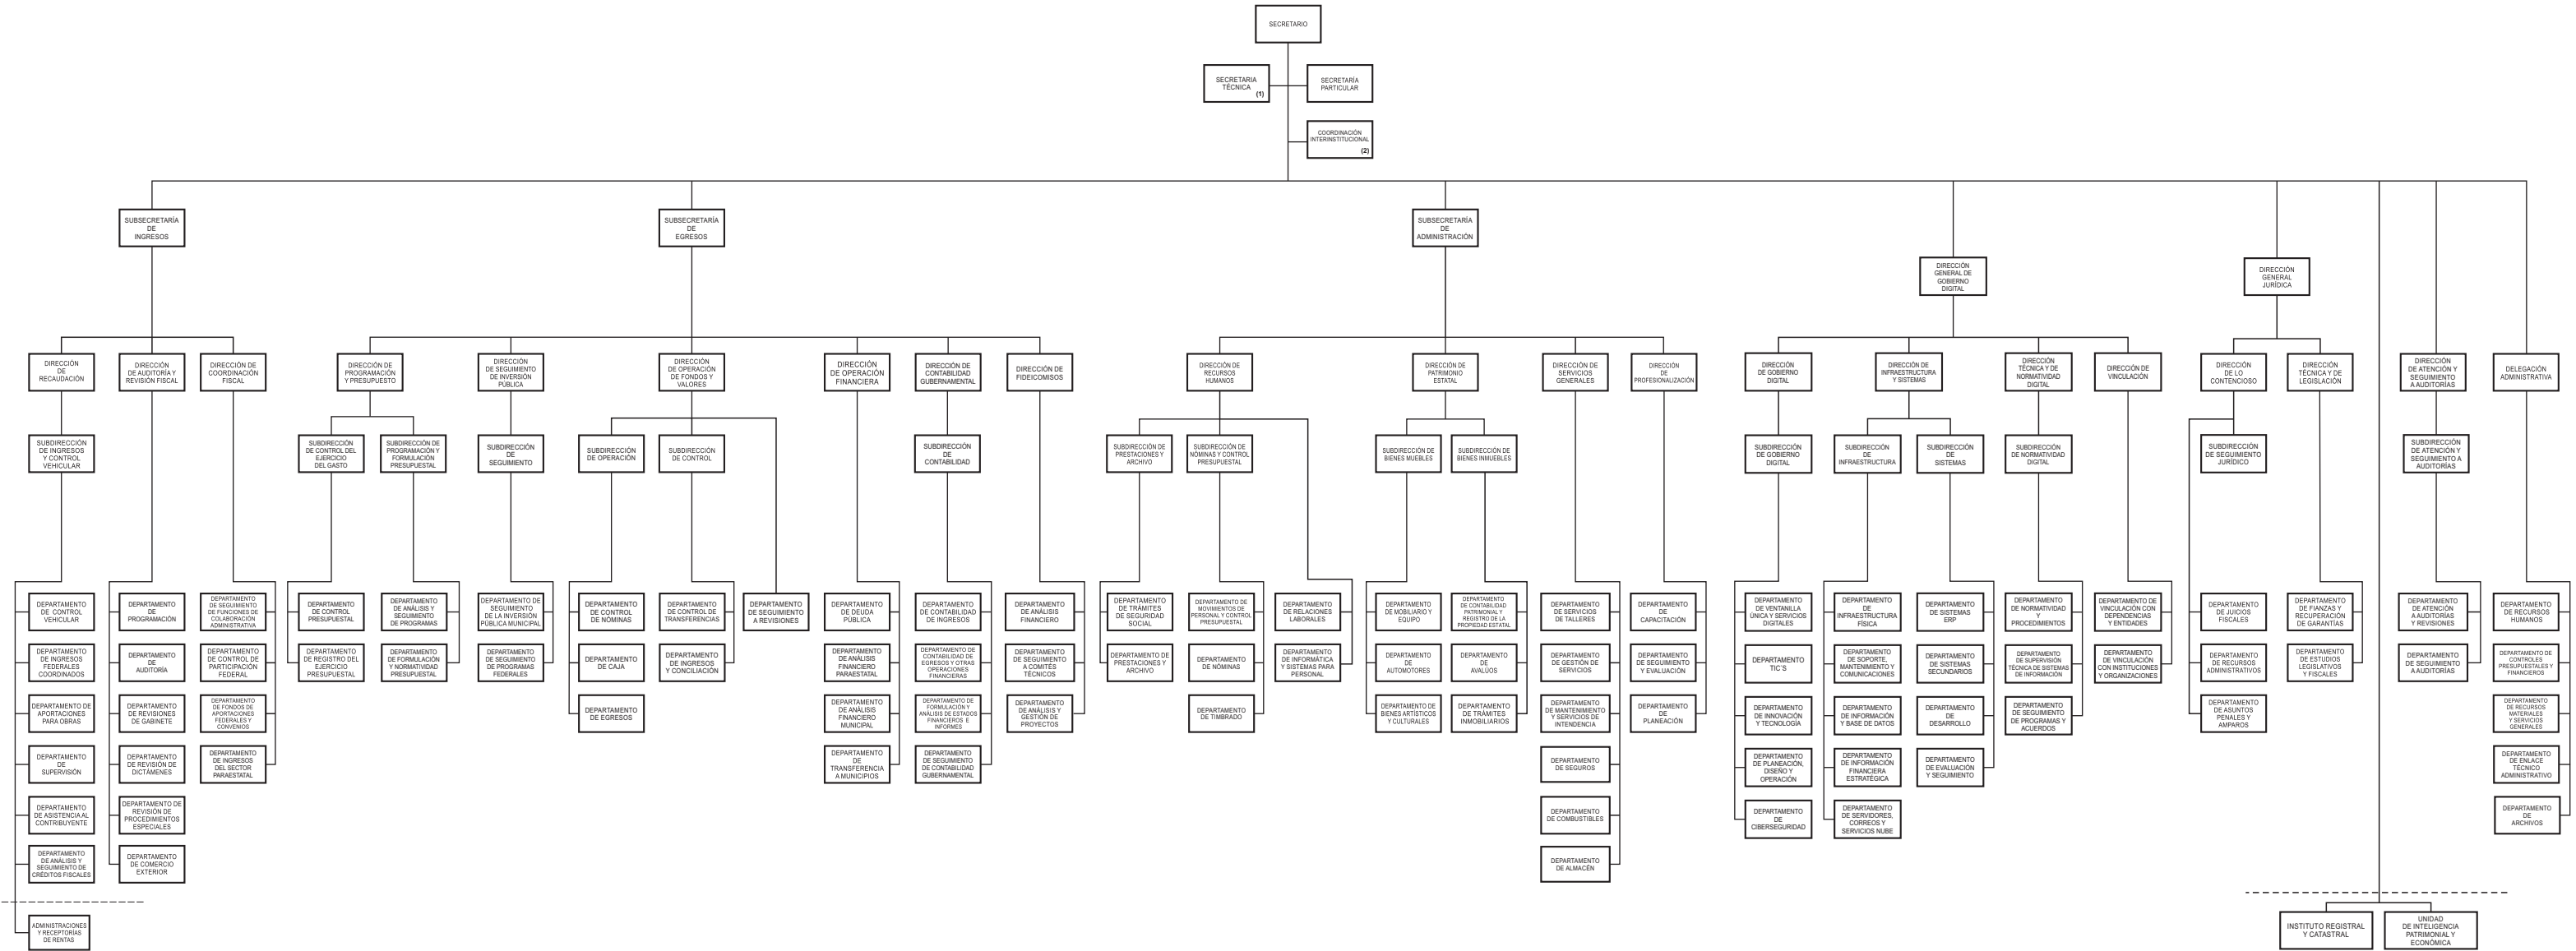 SECRETARIO
SECRETARIA
TÉCNICA
(1)
SECRETARÍA
PARTICULAR
COORDINACIÓN
INTERINSTITUCIONAL
(2)
SUBSECRETARÍA
DE
INGRESOS
SUBSECRETARÍA
DE
EGRESOS
SUBSECRETARÍA
DE
ADMINISTRACIÓN
DIRECCIÓN
GENERAL DE
GOBIERNO
DIGITAL
DIRECCIÓN
GENERAL
JURÍDICA
DIRECCIÓN
DE
RECAUDACIÓN
DIRECCIÓN
DE AUDITORÍA Y
REVISIÓN FISCAL
DIRECCIÓN DE
COORDINACIÓN
FISCAL
DIRECCIÓN DE
PROGRAMACIÓN
Y PRESUPUESTO
DIRECCIÓN
DE SEGUIMIENTO
DE INVERSIÓN
PÚBLICA
DIRECCIÓN
DE OPERACIÓN
DE FONDOS Y
VALORES
DIRECCIÓN
DE OPERACIÓN
FINANCIERA
DIRECCIÓN DE
CONTABILIDAD
GUBERNAMENTAL
DIRECCIÓN DE
FIDEICOMISOS
DIRECCIÓN DE
RECURSOS
HUMANOS
DIRECCIÓN DE
PATRIMONIO
ESTATAL
DIRECCIÓN DE
SERVICIOS
GENERALES
DIRECCIÓN
DE
PROFESIONALIZACIÓN
DIRECCIÓN
DE GOBIERNO
DIGITAL
DIRECCIÓN DE
INFRAESTRUCTURA
Y SISTEMAS
DIRECCIÓN
TÉCNICA Y DE
NORMATIVIDAD
DIGITAL
DIRECCIÓN DE
VINCULACIÓN
DIRECCIÓN
DE LO
CONTENCIOSO
DIRECCIÓN
TÉCNICA Y DE
LEGISLACIÓN
DIRECCIÓN
DE ATENCIÓN Y
SEGUIMIENTO
A AUDITORÍAS
DELEGACIÓN
ADMINISTRATIVA
SUBDIRECCIÓN
DE INGRESOS
Y CONTROL
VEHICULAR
SUBDIRECCIÓN
DE CONTROL DEL
EJERCICIO
DEL GASTO
SUBDIRECCIÓN DE
PROGRAMACIÓN Y
FORMULACIÓN
PRESUPUESTAL
SUBDIRECCIÓN
DE
SEGUIMIENTO
SUBDIRECCIÓN
DE OPERACIÓN
SUBDIRECCIÓN
DE CONTROL
SUBDIRECCIÓN
DE
CONTABILIDAD
SUBDIRECCIÓN DE
PRESTACIONES Y
ARCHIVO
SUBDIRECCIÓN DE
NÓMINAS Y CONTROL
PRESUPUESTAL
SUBDIRECCIÓN DE
BIENES MUEBLES
SUBDIRECCIÓN DE
BIENES INMUEBLES
SUBDIRECCIÓN
DE GOBIERNO
DIGITAL
SUBDIRECCIÓN
DE
INFRAESTRUCTURA
SUBDIRECCIÓN
DE
SISTEMAS
SUBDIRECCIÓN
DE NORMATIVIDAD
DIGITAL
SUBDIRECCIÓN
DE SEGUIMIENTO
JURÍDICO
SUBDIRECCIÓN
DE ATENCIÓN Y
SEGUIMIENTO A
AUDITORÍAS
DEPARTAMENTO
DE CONTROL
VEHICULAR
DEPARTAMENTO
DE
PROGRAMACIÓN
DEPARTAMENTO
DE SEGUIMIENTO
DE FUNCIONES DE
COLABORACIÓN
ADMINISTRATIVA
DEPARTAMENTO
DE CONTROL
PRESUPUESTAL
DEPARTAMENTO
DE ANÁLISIS Y
SEGUIMIENTO
DE PROGRAMAS
DEPARTAMENTO DE
SEGUIMIENTO
DE LA INVERSIÓN
PÚBLICA MUNICIPAL
DEPARTAMENTO
DE CONTROL
DE NÓMINAS
DEPARTAMENTO
DE CONTROL DE
TRANSFERENCIAS
DEPARTAMENTO
DE SEGUIMIENTO
A REVISIONES
DEPARTAMENTO
DE DEUDA
PÚBLICA
DEPARTAMENTO
DE CONTABILIDAD
DE INGRESOS
DEPARTAMENTO
DE ANÁLISIS
FINANCIERO
DEPARTAMENTO
DE TRÁMITES
DE SEGURIDAD
SOCIAL
DEPARTAMENTO DE
MOVIMIENTOS DE
PERSONAL Y CONTROL
PRESUPUESTAL
DEPARTAMENTO
DE RELACIONES
LABORALES
DEPARTAMENTO
DE MOBILIARIO Y
EQUIPO
DEPARTAMENTO
DE CONTABILIDAD
PATRIMONIAL Y
REGISTRO DE LA
PROPIEDAD ESTATAL
DEPARTAMENTO
DE SERVICIOS
DE TALLERES
DEPARTAMENTO
DE
CAPACITACIÓN
DEPARTAMENTO
DE VENTANILLA
ÚNICA Y SERVICIOS
DIGITALES
DEPARTAMENTO
DE
INFRAESTRUCTURA
FÍSICA
DEPARTAMENTO
DE SISTEMAS
ERP
DEPARTAMENTO
DE NORMATIVIDAD
Y
PROCEDIMIENTOS
DEPARTAMENTO DE
VINCULACIÓN CON
DEPENDENCIAS
Y ENTIDADES
DEPARTAMENTO
DE JUICIOS
FISCALES
DEPARTAMENTO
DE FIANZAS Y
RECUPERACIÓN
DE GARANTÍAS
DEPARTAMENTO
DE ATENCIÓN
A AUDITORÍAS
Y REVISIONES
DEPARTAMENTO
DE RECURSOS
HUMANOS
DEPARTAMENTO
DE INGRESOS
FEDERALES
COORDINADOS
DEPARTAMENTO
DE
AUDITORÍA
DEPARTAMENTO
DE CONTROL DE
PARTICIPACIÓN
FEDERAL
DEPARTAMENTO
DE REGISTRO DEL
EJERCICIO
PRESUPUESTAL
DEPARTAMENTO
DE FORMULACIÓN
Y NORMATIVIDAD
PRESUPUESTAL
DEPARTAMENTO
DE SEGUIMIENTO
DE PROGRAMAS
FEDERALES
DEPARTAMENTO
DE CAJA
DEPARTAMENTO
DE INGRESOS
Y CONCILIACIÓN
DEPARTAMENTO
DE ANÁLISIS
FINANCIERO
PARAESTATAL
DEPARTAMENTO DE
CONTABILIDAD DE
EGRESOS Y OTRAS
OPERACIONES
FINANCIERAS
DEPARTAMENTO
DE SEGUIMIENTO
A COMITÉS
TÉCNICOS
DEPARTAMENTO DE
PRESTACIONES Y
ARCHIVO
DEPARTAMENTO
DE NÓMINAS
DEPARTAMENTO
DE INFORMÁTICA
Y SISTEMAS PARA
PERSONAL
DEPARTAMENTO
DE
AUTOMOTORES
DEPARTAMENTO
DE
AVALÚOS
DEPARTAMENTO
DE GESTIÓN DE
SERVICIOS
DEPARTAMENTO
DE SEGUIMIENTO
Y EVALUACIÓN
DEPARTAMENTO
TIC´S
DEPARTAMENTO
DE SOPORTE,
MANTENIMIENTO Y
COMUNICACIONES
DEPARTAMENTO
DE SISTEMAS
SECUNDARIOS
DEPARTAMENTO
DE SUPERVISIÓN
TÉCNICA DE SISTEMAS
DE INFORMACIÓN
DEPARTAMENTO
DE VINCULACIÓN
CON INSTITUCIONES
Y ORGANIZACIONES
DEPARTAMENTO
DE RECURSOS
ADMINISTRATIVOS
DEPARTAMENTO
DE ESTUDIOS
LEGISLATIVOS
Y FISCALES
DEPARTAMENTO
DE SEGUIMIENTO
A AUDITORÍAS
DEPARTAMENTO DE
CONTROLES
PRESUPUESTALES Y
FINANCIEROS
DEPARTAMENTO DE
APORTACIONES
PARA OBRAS
DEPARTAMENTO
DE REVISIONES
DE GABINETE
DEPARTAMENTO
DE FONDOS DE
APORTACIONES
FEDERALES Y
CONVENIOS
DEPARTAMENTO
DE EGRESOS
DEPARTAMENTO
DE ANÁLISIS
FINANCIERO
MUNICIPAL
DEPARTAMENTO DE
FORMULACIÓN Y
ANÁLISIS DE ESTADOS
FINANCIEROS E
INFORMES
DEPARTAMENTO
DE ANÁLISIS Y
GESTIÓN DE
PROYECTOS
DEPARTAMENTO
DE TIMBRADO
DEPARTAMENTO DE
BIENES ARTÍSTICOS
Y CULTURALES
DEPARTAMENTO
DE TRÁMITES
INMOBILIARIOS
DEPARTAMENTO
DE MANTENIMIENTO
Y SERVICIOS DE
INTENDENCIA
DEPARTAMENTO
DE
PLANEACIÓN
DEPARTAMENTO
DE INNOVACIÓN
Y TECNOLOGÍA
DEPARTAMENTO
DE INFORMACIÓN
Y BASE DE DATOS
DEPARTAMENTO
DE
DESARROLLO
DEPARTAMENTO
DE SEGUIMIENTO
DE PROGRAMAS Y
ACUERDOS
DEPARTAMENTO
DE ASUNTOS
PENALES Y
AMPAROS
DEPARTAMENTO
DE RECURSOS
MATERIALES
Y SERVICIOS
GENERALES
DEPARTAMENTO
DE
SUPERVISIÓN
DEPARTAMENTO
DE REVISIÓN DE
DICTÁMENES
DEPARTAMENTO
DE INGRESOS
DEL SECTOR
PARAESTATAL
DEPARTAMENTO
DE
TRANSFERENCIA
A MUNICIPIOS
DEPARTAMENTO
DE SEGUIMIENTO
DE CONTABILIDAD
GUBERNAMENTAL
DEPARTAMENTO
DE SEGUROS
DEPARTAMENTO
DE PLANEACIÓN,
DISEÑO Y
OPERACIÓN
DEPARTAMENTO
DE INFORMACIÓN
FINANCIERA
ESTRATÉGICA
DEPARTAMENTO
DE EVALUACIÓN
Y SEGUIMIENTO
DEPARTAMENTO
DE ENLACE
TÉCNICO
ADMINISTRATIVO
DEPARTAMENTO
DE ASISTENCIA AL
CONTRIBUYENTE
DEPARTAMENTO DE
REVISIÓN DE
PROCEDIMIENTOS
ESPECIALES
DEPARTAMENTO
DE COMBUSTIBLES
DEPARTAMENTO
DE
CIBERSEGURIDAD
DEPARTAMENTO
DE SERVIDORES,
CORREOS Y
SERVICIOS NUBE
DEPARTAMENTO
DE
ARCHIVOS
DEPARTAMENTO
DE ANÁLISIS Y
SEGUIMIENTO DE
CRÉDITOS FISCALES
DEPARTAMENTO
DE COMERCIO
EXTERIOR
DEPARTAMENTO
DE ALMACÉN
ADMINISTRACIONES
Y RECEPTORÍAS
DE RENTAS
INSTITUTO REGISTRAL
Y CATASTRAL
UNIDAD
DE INTELIGENCIA
PATRIMONIAL Y
ECONÓMICA